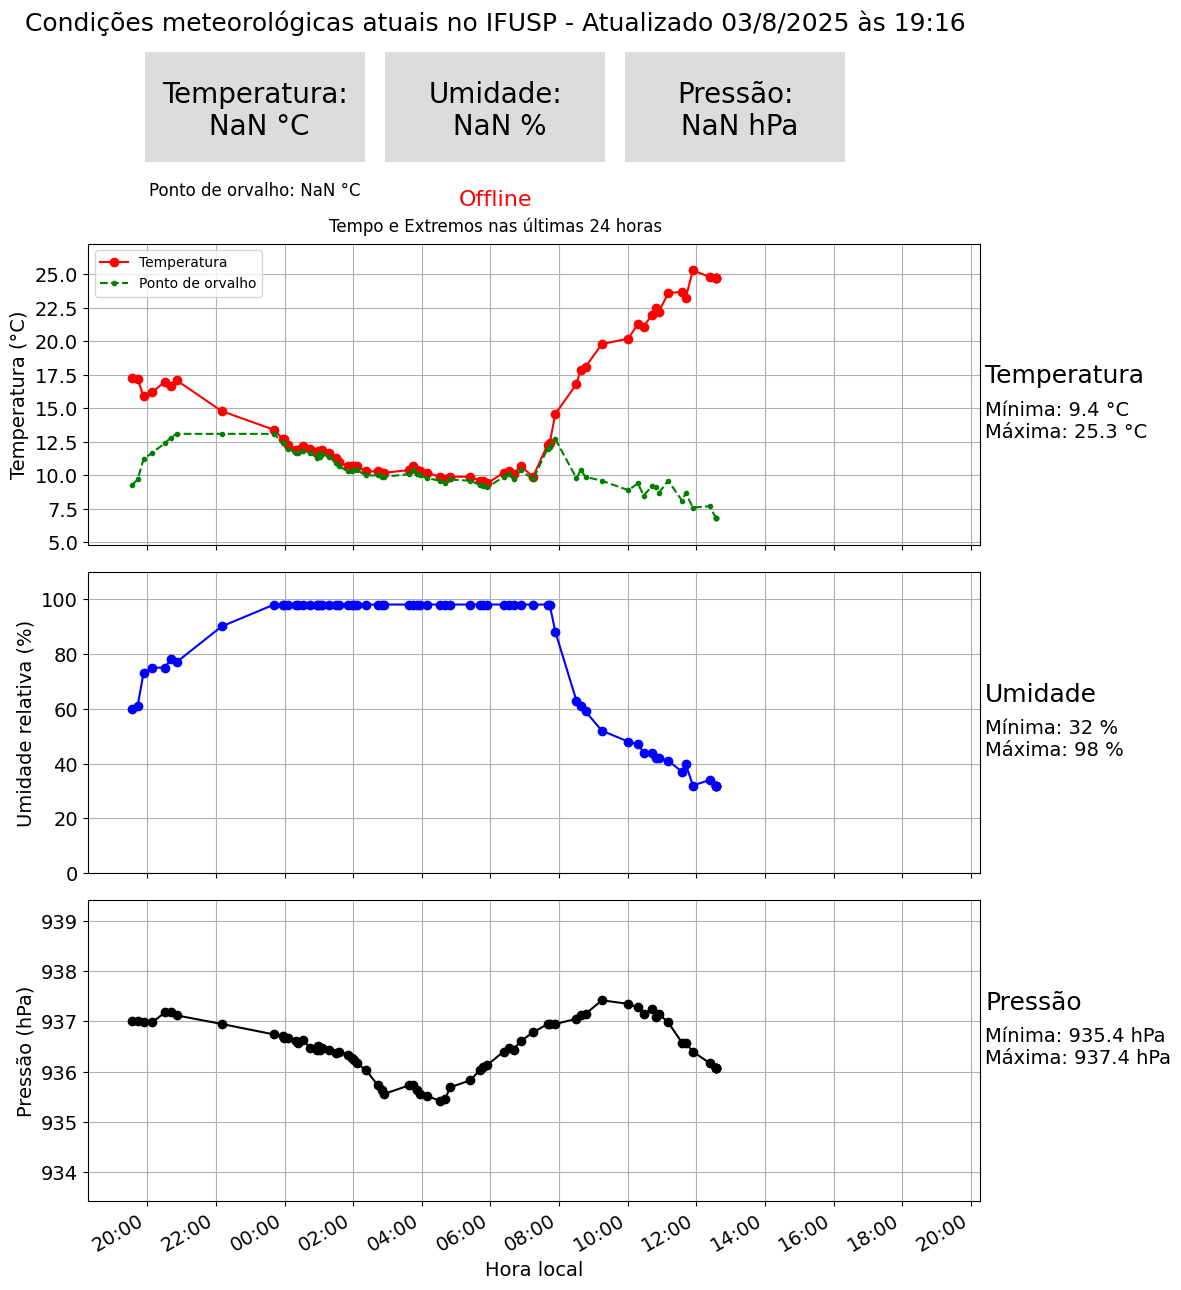 Condições meteorológicas atuais no IFUSP - Atualizado 03/8/2025 às 19:16
Temperatura:
NaN °C
Umidade:
NaN %
Pressão:
NaN hPa
Ponto de orvalho: NaN °C
Offline
Tempo e Extremos nas últimas 24 horas
Temperatura
Ponto de orvalho
Temperatura (°C)
25.0
22.5
20.0
17.5
15.0
12.5
10.0
7.5
5.0
Temperatura
Mínima: 9.4 °C
Máxima: 25.3 °C
Umidade relativa (%)
100
80
60
40
20
0
Umidade
Mínima: 32 %
Máxima: 98 %
Pressão (hPa)
939
938
937
936
935
934
Pressão
Mínima: 935.4 hPa
Máxima: 937.4 hPa
20:00 22:00 00:00 02:00 04:00 06:00 08:00 10:00 12:00 14:00 16:00 18:00 20:00
Hora local